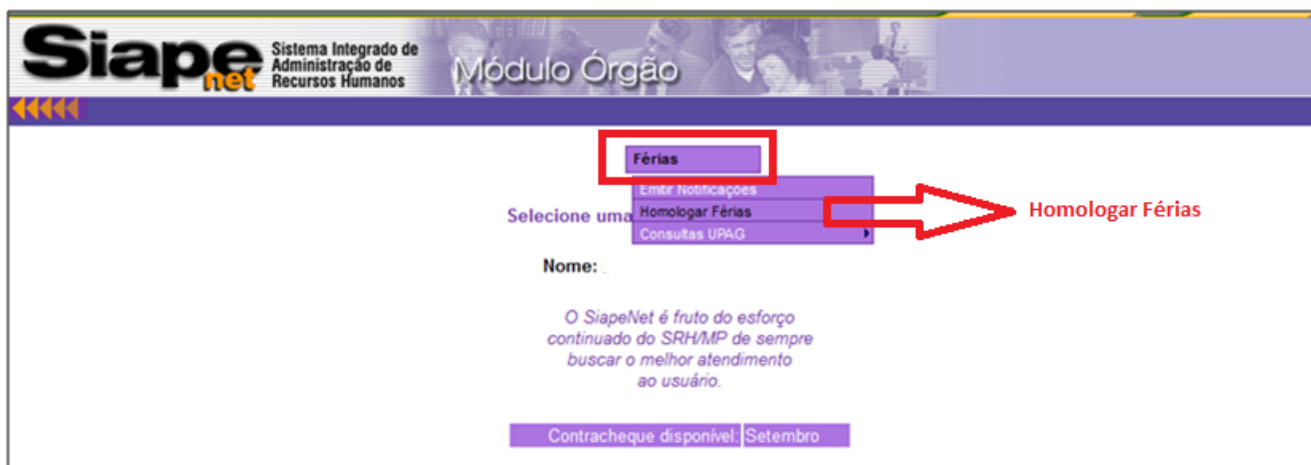 Siape net
Sistema Integrado de
Administração de
Recursos Humanos
Módulo Órgão
Férias
Emitir Notificações
Selecione uma
Homologar Férias
Homologar Férias
Consultas UPAG
Nome:
O SiapeNet é fruto do esforço
continuado do SRH/MP de sempre
buscar o melhor atendimento
ao usuário.
Contracheque disponível: Setembro